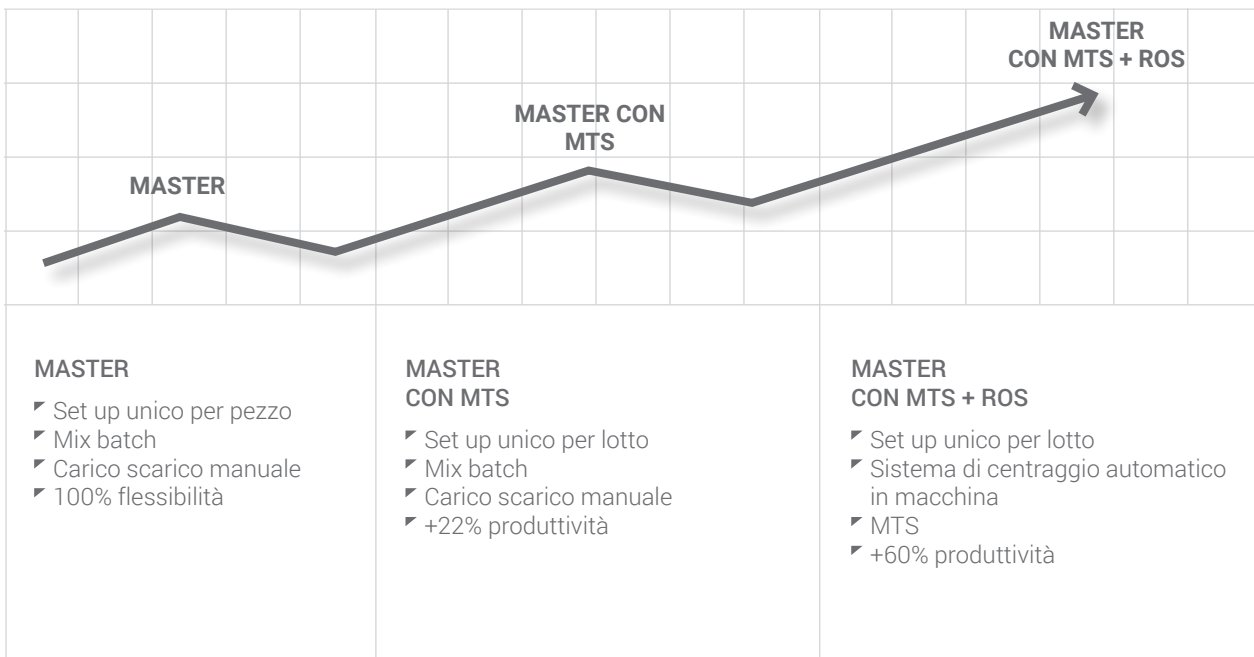 MASTER
MASTER CON
MTS
MASTER
CON MTS + ROS
MASTER
Set up unico per pezzo
Mix batch
Carico scarico manuale
100% flessibilità
MASTER
CON MTS
Set up unico per lotto
Mix batch
Carico scarico manuale
+22% produttività
MASTER
CON MTS + ROS
Set up unico per lotto
Sistema di centraggio automatico
in macchina
MTS
+60% produttività